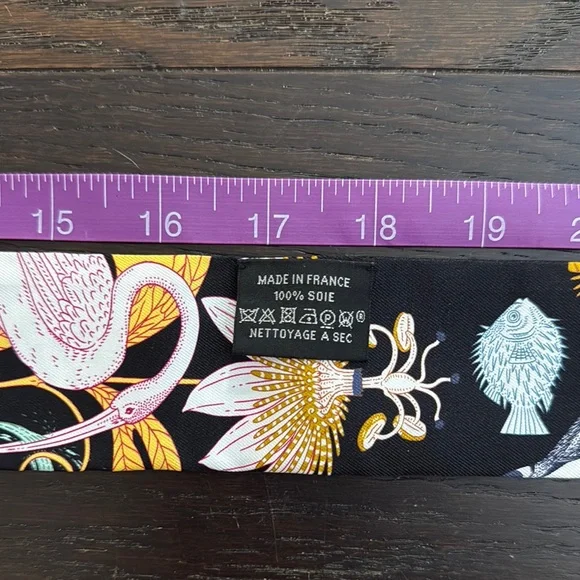 15 16 17 18 19
MADE IN FRANCE
100% SOIE
NETTOYAGE A SEC